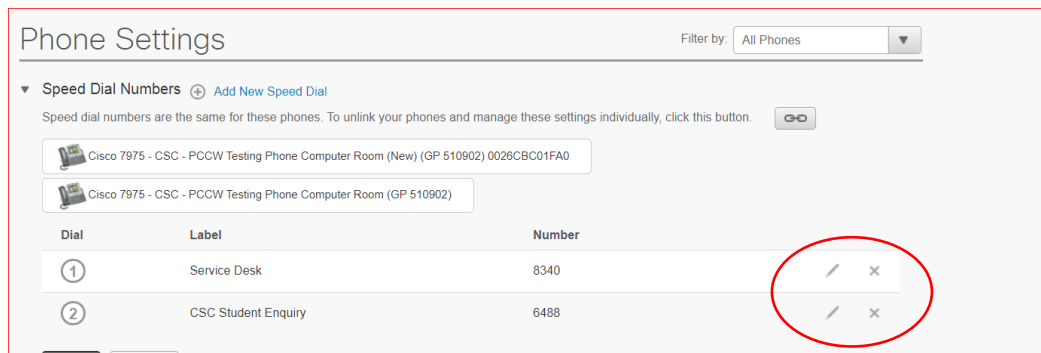 Phone Settings
Filter by: All Phones
Speed Dial Numbers Add New Speed Dial
Speed dial numbers are the same for these phones. To unlink your phones and manage these settings individually, click this button.
Cisco 7975 - CSC - PCCW Testing Phone Computer Room (New) (GP 510902) 0026CBC01FA0
Cisco 7975 - CSC - PCCW Testing Phone Computer Room (GP 510902)
Dial Label Number
1 Service Desk 8340
2 CSC Student Enquiry 6488